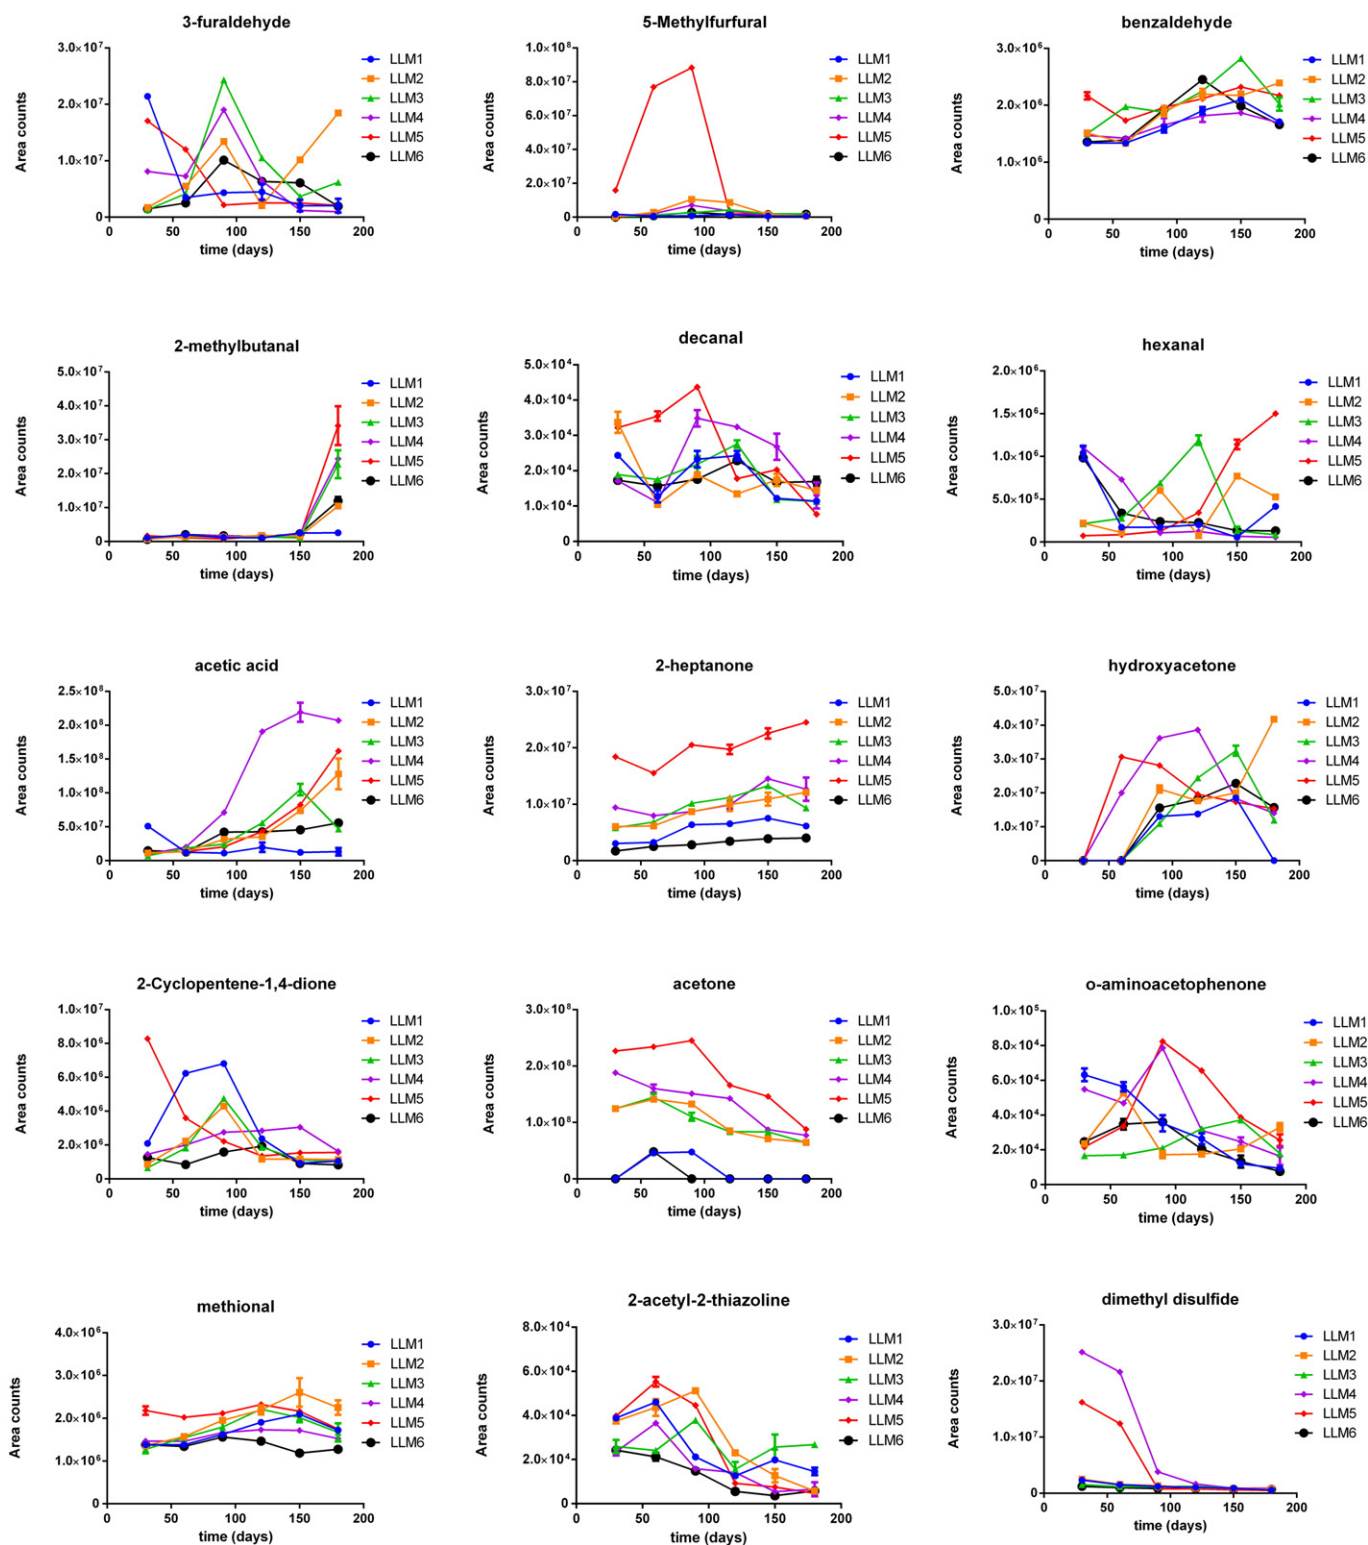 3-furaldehyde
Area counts
3.0×10⁷
2.0×10⁷
1.0×10⁷
0
0 50 100 150 200
time (days)
LLM1
LLM2
LLM3
LLM4
LLM5
LLM6
5-Methylfurfural
Area counts
1.0×10⁸
8.0×10⁷
6.0×10⁷
4.0×10⁷
2.0×10⁷
0
0 50 100 150 200
time (days)
LLM1
LLM2
LLM3
LLM4
LLM5
LLM6
benzaldehyde
Area counts
3.0×10⁶
2.0×10⁶
1.0×10⁶
0
0 50 100 150 200
time (days)
LLM1
LLM2
LLM3
LLM4
LLM5
LLM6
2-methylbutanal
Area counts
5.0×10⁷
4.0×10⁷
3.0×10⁷
2.0×10⁷
1.0×10⁷
0
0 50 100 150 200
time (days)
LLM1
LLM2
LLM3
LLM4
LLM5
LLM6
decanal
Area counts
5.0×10⁴
4.0×10⁴
3.0×10⁴
2.0×10⁴
1.0×10⁴
0
0 50 100 150 200
time (days)
LLM1
LLM2
LLM3
LLM4
LLM5
LLM6
hexanal
Area counts
2.0×10⁶
1.5×10⁶
1.0×10⁶
5.0×10⁵
0
0 50 100 150 200
time (days)
LLM1
LLM2
LLM3
LLM4
LLM5
LLM6
acetic acid
Area counts
2.5×10⁸
2.0×10⁸
1.5×10⁸
1.0×10⁸
5.0×10⁷
0
0 50 100 150 200
time (days)
LLM1
LLM2
LLM3
LLM4
LLM5
LLM6
2-heptanone
Area counts
3.0×10⁷
2.0×10⁷
1.0×10⁷
0
0 50 100 150 200
time (days)
LLM1
LLM2
LLM3
LLM4
LLM5
LLM6
hydroxyacetone
Area counts
5.0×10⁷
4.0×10⁷
3.0×10⁷
2.0×10⁷
1.0×10⁷
0
0 50 100 150 200
time (days)
LLM1
LLM2
LLM3
LLM4
LLM5
LLM6
2-Cyclopentene-1,4-dione
Area counts
1.0×10⁷
8.0×10⁶
6.0×10⁶
4.0×10⁶
2.0×10⁶
0
0 50 100 150 200
time (days)
LLM1
LLM2
LLM3
LLM4
LLM5
LLM6
acetone
Area counts
3.0×10⁸
2.0×10⁸
1.0×10⁸
0
0 50 100 150 200
time (days)
LLM1
LLM2
LLM3
LLM4
LLM5
LLM6
o-aminoacetophenone
Area counts
1.0×10⁵
8.0×10⁴
6.0×10⁴
4.0×10⁴
2.0×10⁴
0
0 50 100 150 200
time (days)
LLM1
LLM2
LLM3
LLM4
LLM5
LLM6
methional
Area counts
4.0×10⁶
3.0×10⁶
2.0×10⁶
1.0×10⁶
0
0 50 100 150 200
time (days)
LLM1
LLM2
LLM3
LLM4
LLM5
LLM6
2-acetyl-2-thiazoline
Area counts
8.0×10⁴
6.0×10⁴
4.0×10⁴
2.0×10⁴
0
0 50 100 150 200
time (days)
LLM1
LLM2
LLM3
LLM4
LLM5
LLM6
dimethyl disulfide
Area counts
3.0×10⁷
2.0×10⁷
1.0×10⁷
0
0 50 100 150 200
time (days)
LLM1
LLM2
LLM3
LLM4
LLM5
LLM6